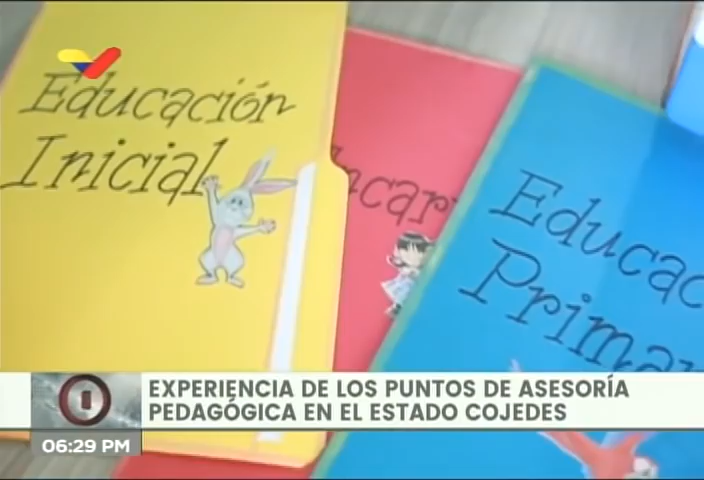 Educación
Inicial
Educac
Primar
EXPERIENCIA DE LOS PUNTOS DE ASESORÍA
PEDAGÓGICA EN EL ESTADO COJEDES
06:29 PM